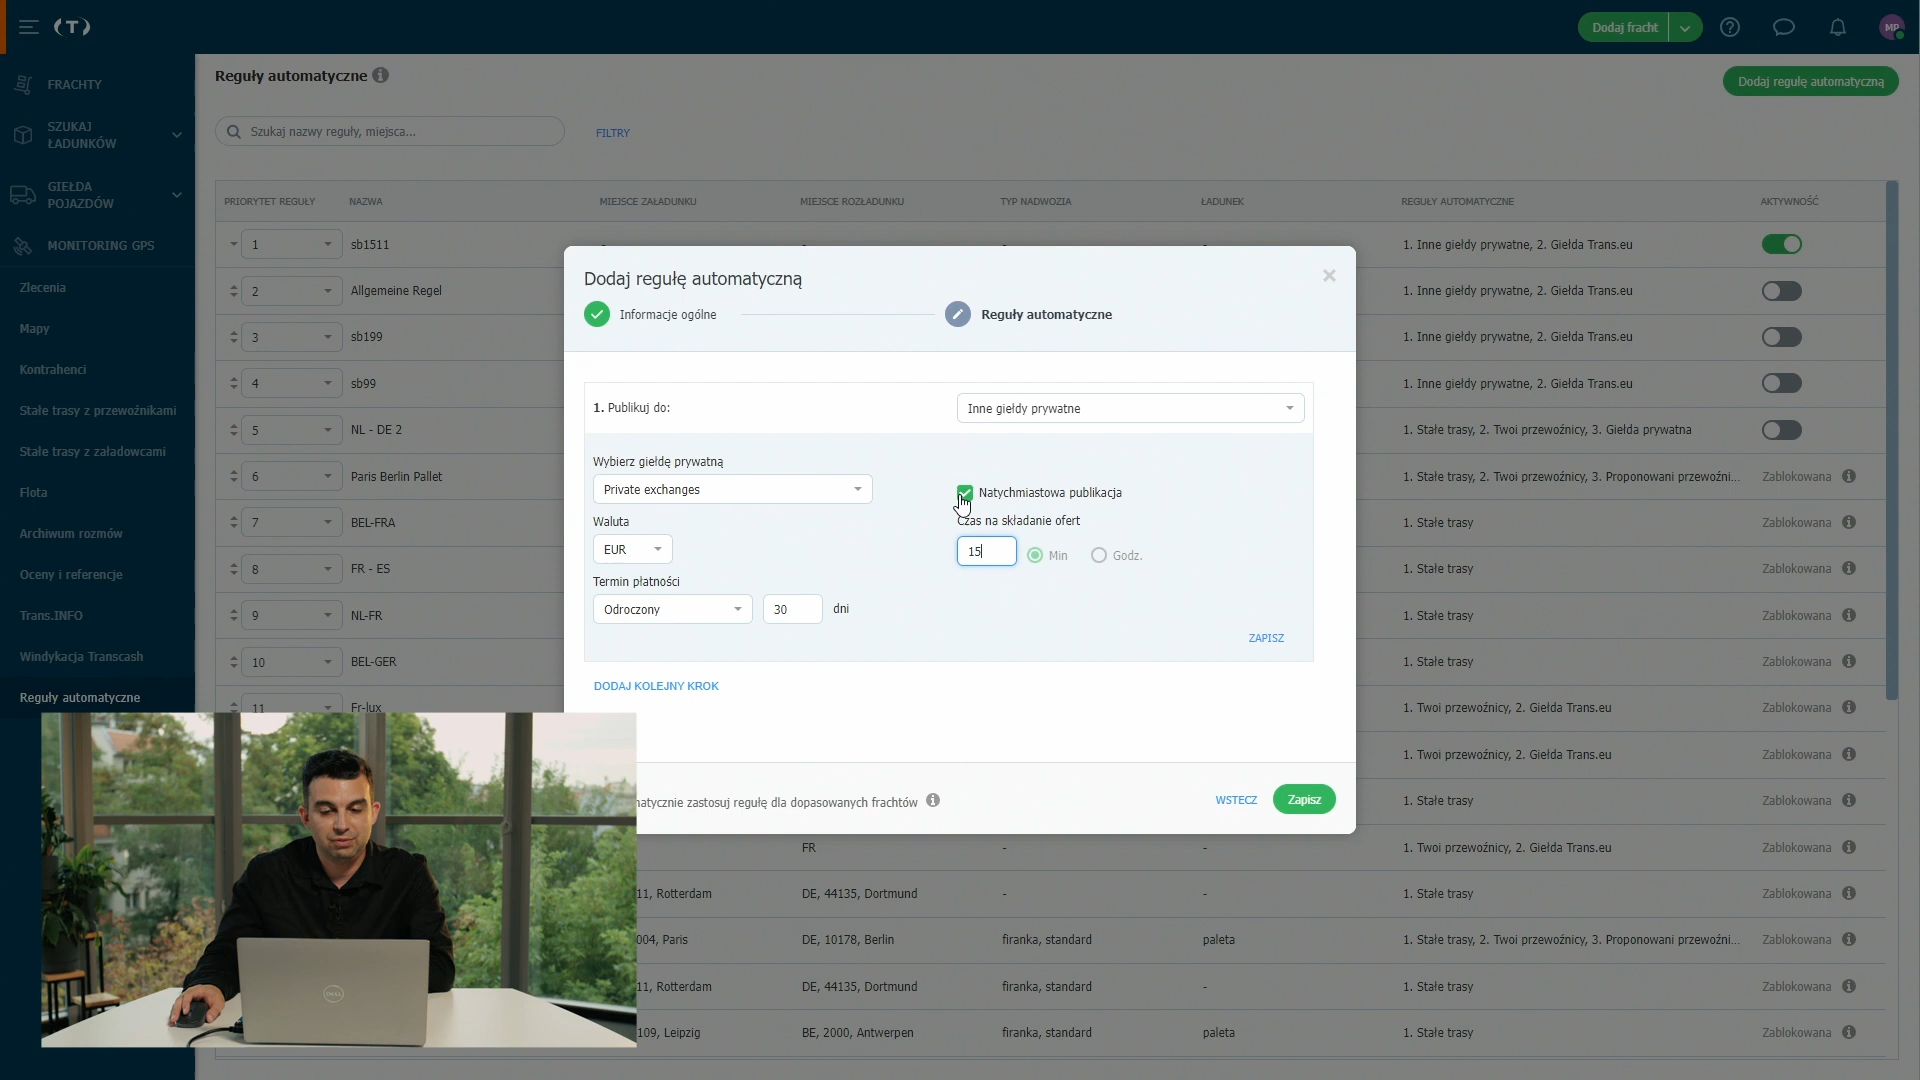 (T)
Dodaj fracht
MP
FRACHTY
SZUKAJ
ŁADUNKÓW
GIEŁDA
POJAZDÓW
MONITORING GPS
Zlecenia
Mapy
Kontrahenci
Stałe trasy z przewoźnikami
Stałe trasy z załadowcami
Flota
Archiwum rozmów
Oceny i referencje
Trans.INFO
Windykacja Transcash
Reguły automatyczne
Reguły automatyczne
Dodaj regułę automatyczną
Szukaj nazwy reguły, miejsca...
FILTRY
PRIORYTET REGUŁY NAZWA MIEJSCE ZAŁADUNKU MIEJSCE ROZŁADUNKU TYP NADWOZIA ŁADUNEK REGUŁY AUTOMATYCZNE AKTYWNOŚĆ
1 sb1511 - - - - 1. Inne giełdy prywatne, 2. Giełda Trans.eu
2 Allgemeine Regel 1. Inne giełdy prywatne, 2. Giełda Trans.eu
3 sb199 1. Inne giełdy prywatne, 2. Giełda Trans.eu
4 sb99 1. Inne giełdy prywatne, 2. Giełda Trans.eu
5 NL - DE 2 1. Stałe trasy, 2. Twoi przewoźnicy, 3. Giełda prywatna
6 Paris Berlin Pallet 1. Stałe trasy, 2. Twoi przewoźnicy, 3. Proponowani przewoźni... Zablokowana
7 BEL-FRA 1. Stałe trasy Zablokowana
8 FR - ES 1. Stałe trasy Zablokowana
9 NL-FR 1. Stałe trasy Zablokowana
10 BEL-GER 1. Stałe trasy Zablokowana
11 Fr-lux 1. Twoi przewoźnicy, 2. Giełda Trans.eu Zablokowana
1. Twoi przewoźnicy, 2. Giełda Trans.eu Zablokowana
1. Stałe trasy Zablokowana
FR - - 1. Twoi przewoźnicy, 2. Giełda Trans.eu Zablokowana
11, Rotterdam DE, 44135, Dortmund - - 1. Stałe trasy Zablokowana
004, Paris DE, 10178, Berlin firanka, standard paleta 1. Stałe trasy, 2. Twoi przewoźnicy, 3. Proponowani przewoźni... Zablokowana
11, Rotterdam DE, 44135, Dortmund firanka, standard - 1. Stałe trasy Zablokowana
109, Leipzig BE, 2000, Antwerpen firanka, standard paleta 1. Stałe trasy Zablokowana
Dodaj regułę automatyczną
Informacje ogólne
Reguły automatyczne
1. Publikuj do:
Inne giełdy prywatne
Wybierz giełdę prywatną
Private exchanges
Natychmiastowa publikacja
Waluta
Czas na składanie ofert
EUR
15
Min
Godz.
Termin płatności
Odroczony
30
dni
ZAPISZ
DODAJ KOLEJNY KROK
natycznie zastosuj regułę dla dopasowanych frachtów
WSTECZ
Zapisz
DELL